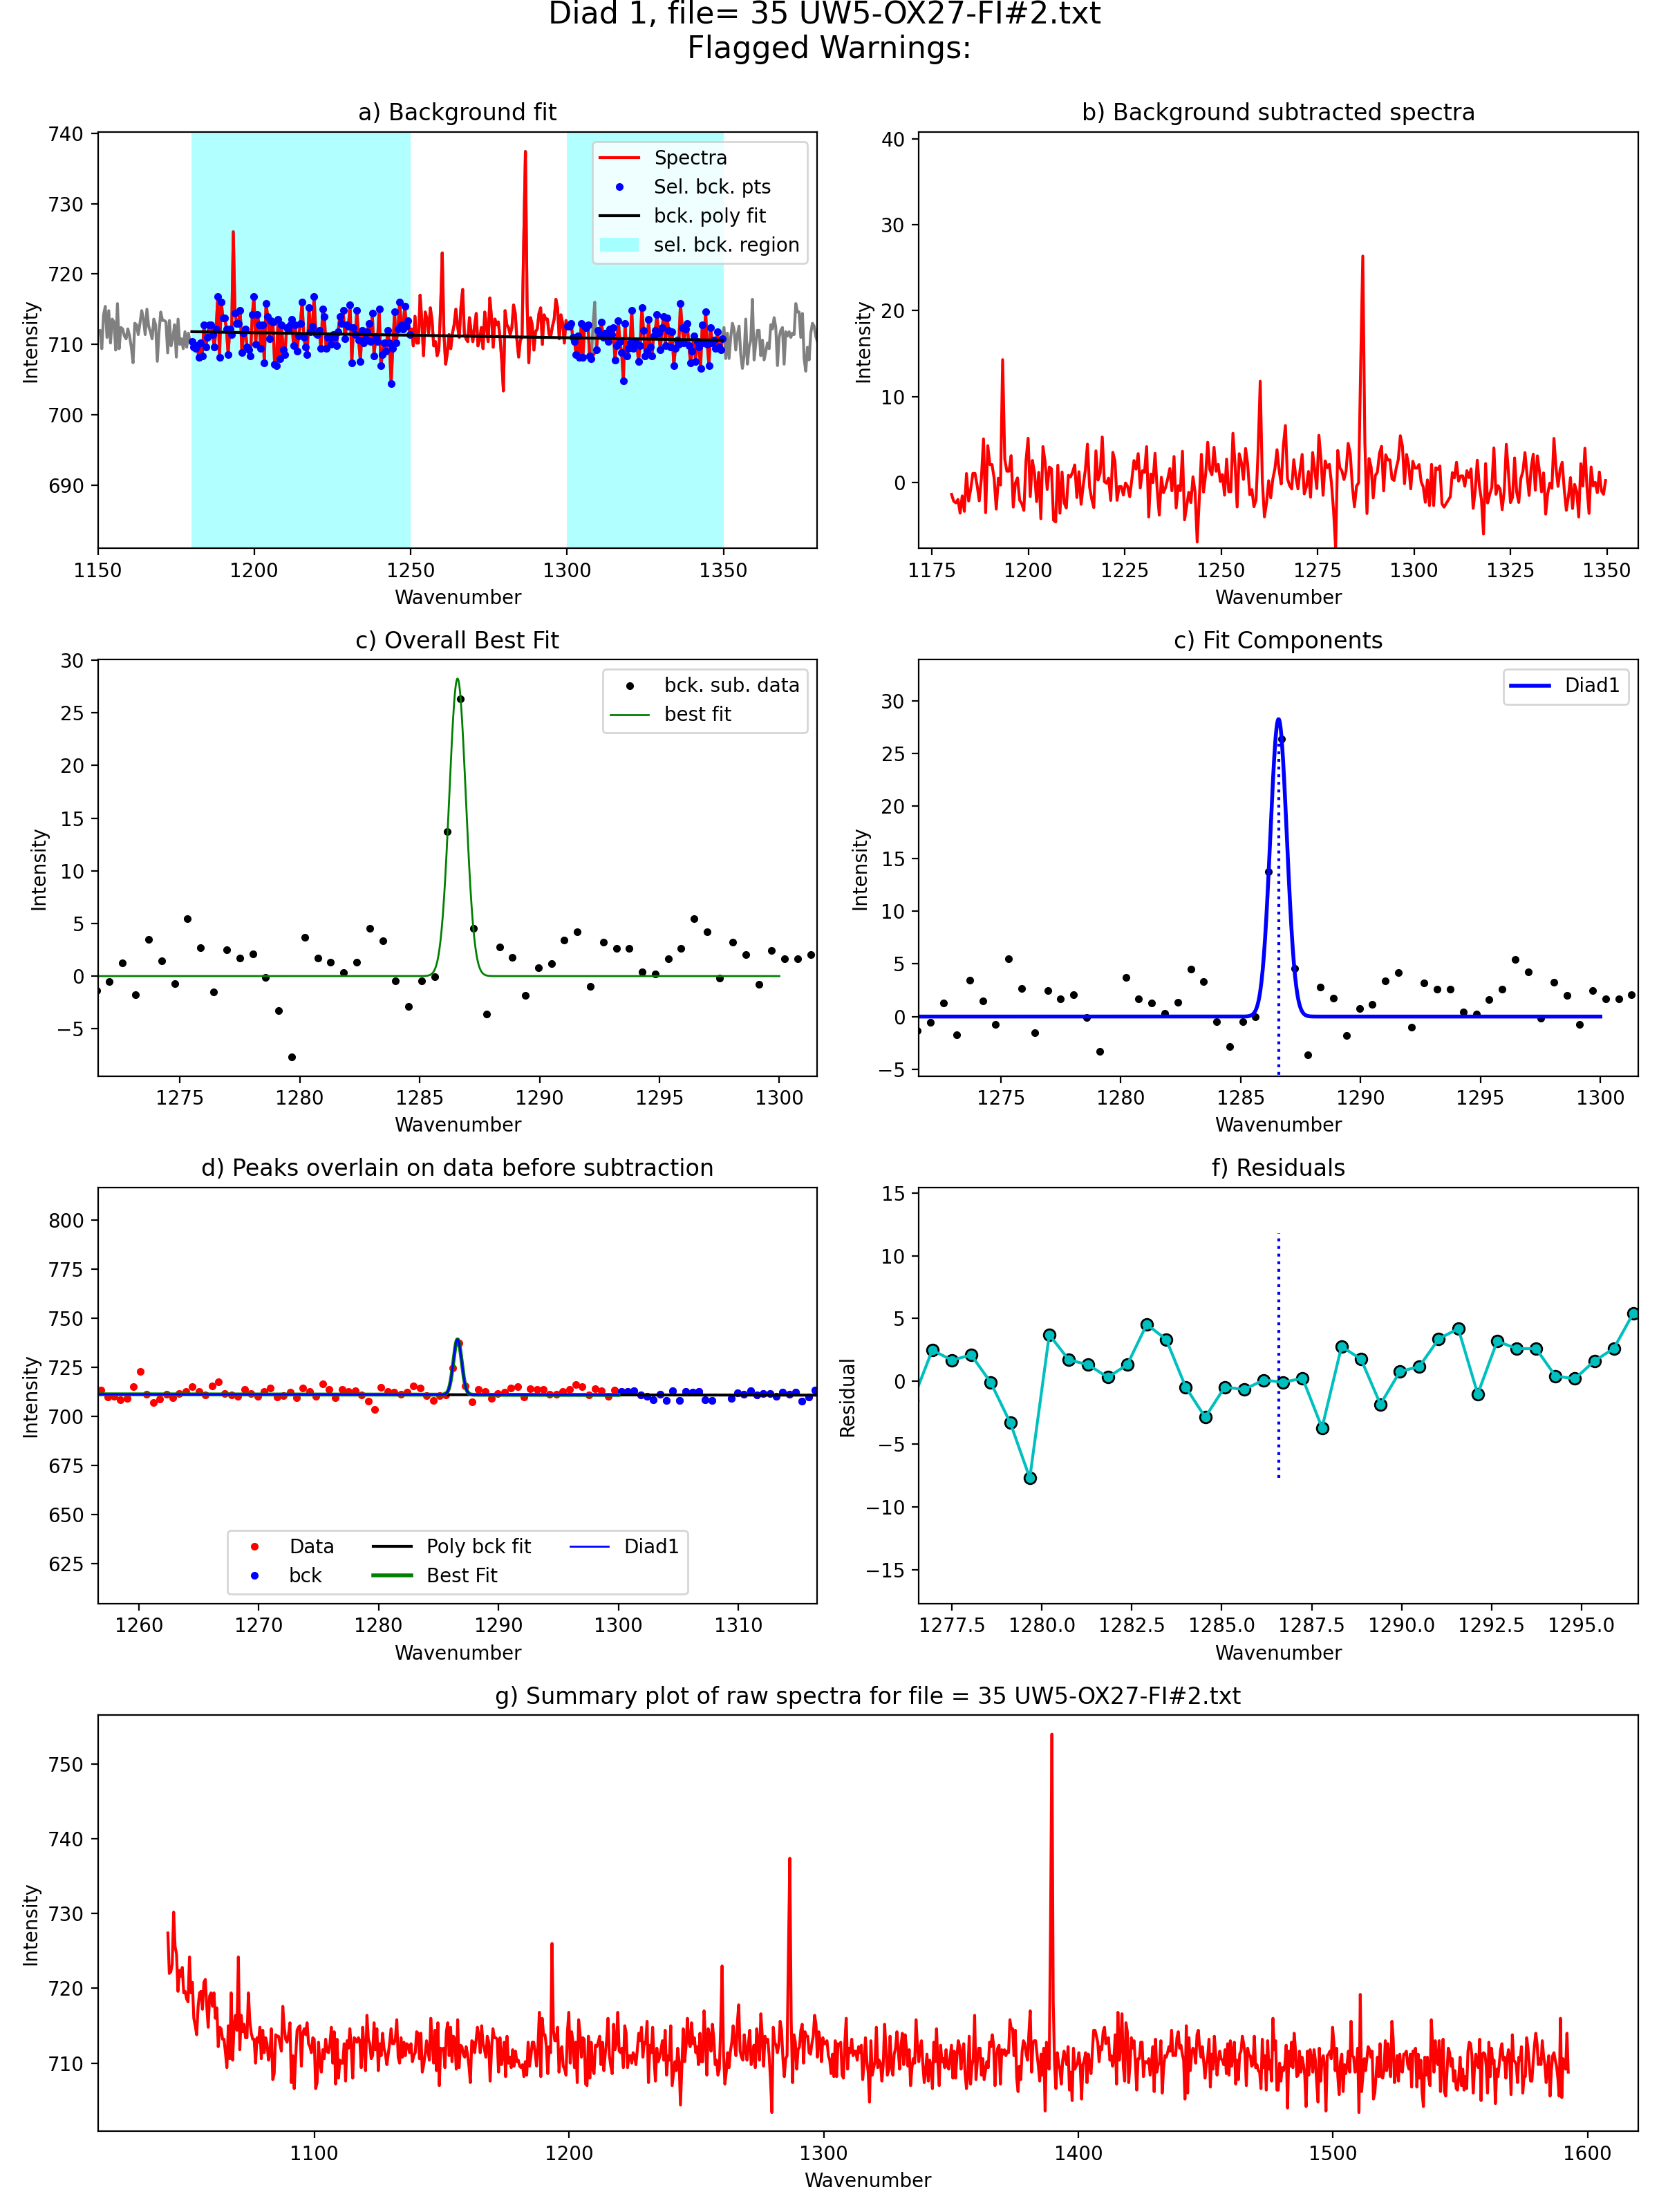 Diad 1, file= 35 UW5-OX27-FI#2.txt
Flagged Warnings:
a) Background fit
740
730
720
710
700
690
Intensity
1150
1200
1250
1300
1350
Wavenumber
Spectra
Sel. bck. pts
bck. poly fit
sel. bck. region
b) Background subtracted spectra
40
30
20
10
0
Intensity
1175
1200
1225
1250
1275
1300
1325
1350
Wavenumber
c) Overall Best Fit
30
25
20
15
10
5
0
−5
Intensity
1275
1280
1285
1290
1295
1300
Wavenumber
bck. sub. data
best fit
c) Fit Components
30
25
20
15
10
5
0
−5
Intensity
1275
1280
1285
1290
1295
1300
Wavenumber
Diad1
d) Peaks overlain on data before subtraction
800
775
750
725
700
675
650
625
Intensity
1260
1270
1280
1290
1300
1310
Wavenumber
Data
bck
Poly bck fit
Best Fit
Diad1
f) Residuals
15
10
5
0
−5
−10
−15
Residual
1277.5
1280.0
1282.5
1285.0
1287.5
1290.0
1292.5
1295.0
Wavenumber
g) Summary plot of raw spectra for file = 35 UW5-OX27-FI#2.txt
750
740
730
720
710
Intensity
1100
1200
1300
1400
1500
1600
Wavenumber